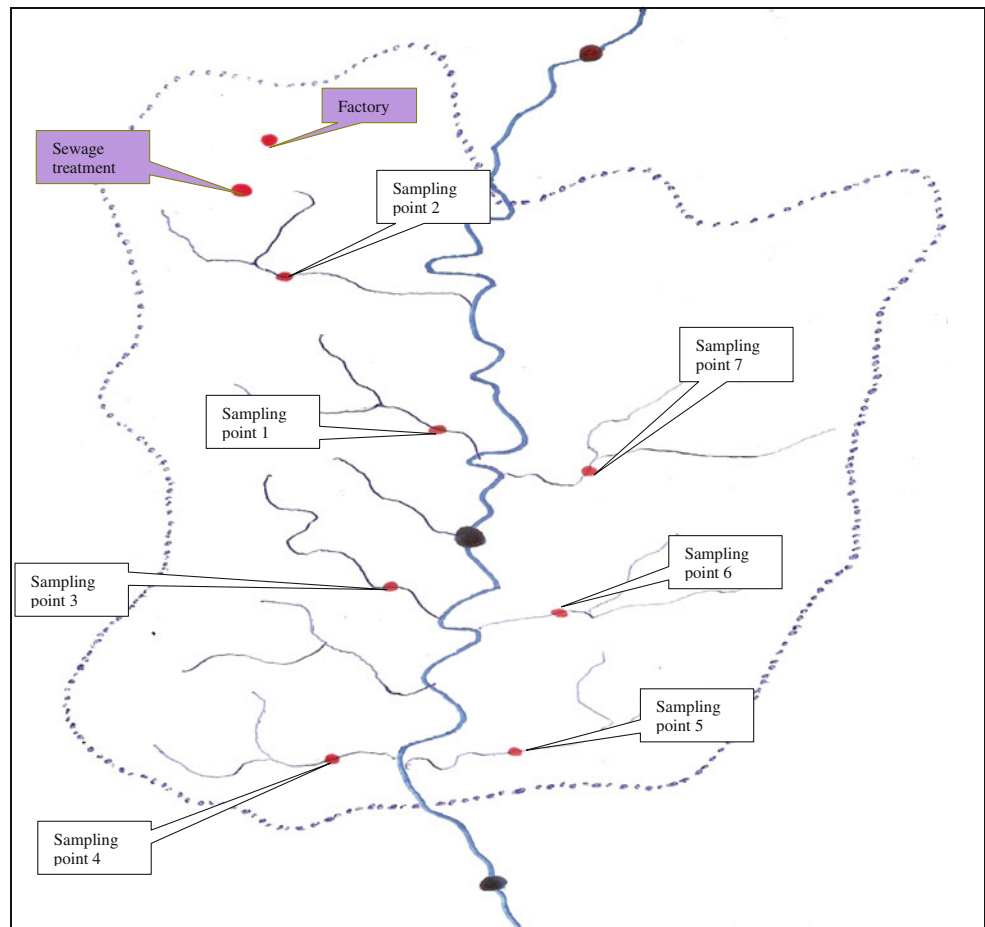 Factory
Sewage
treatment
Sampling
point 2
Sampling
point 7
Sampling
point 1
Sampling
point 6
Sampling
point 3
Sampling
point 5
Sampling
point 4